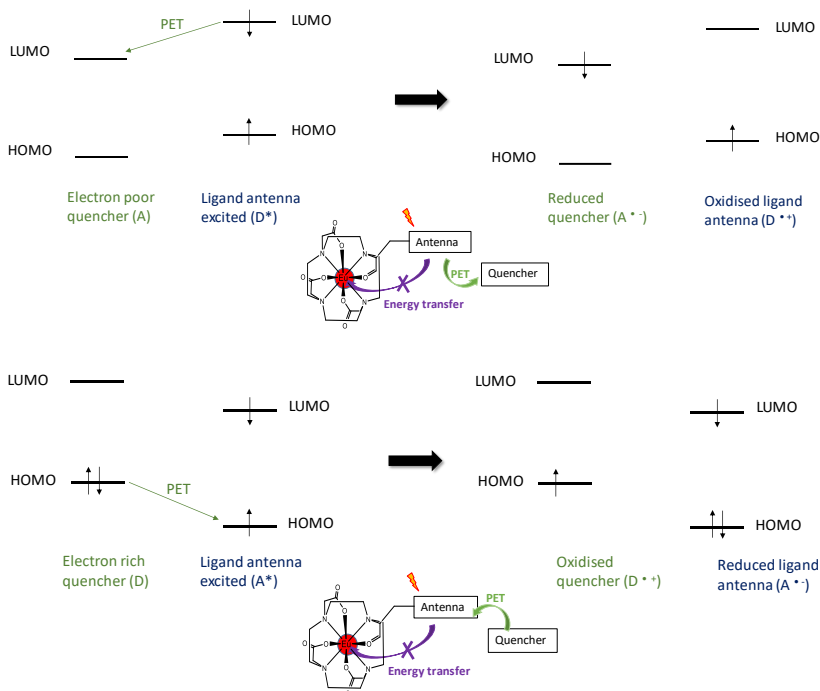 PET
LUMO
LUMO
LUMO
LUMO
HOMO
HOMO
HOMO
HOMO
Electron poor
quencher (A)
Ligand antenna
excited (D*)
Reduced
quencher (A • -)
Oxidised ligand
antenna (D • +)
O
O
N
N
O
O
O
Eu
O
N
N
O
O
Antenna
PET
Quencher
Energy transfer
LUMO
LUMO
LUMO
LUMO
HOMO
PET
HOMO
HOMO
HOMO
Electron rich
quencher (D)
Ligand antenna
excited (A*)
Oxidised
quencher (D • +)
Reduced ligand
antenna (A • -)
O
O
N
N
O
O
O
Eu
O
N
N
O
O
Antenna
PET
Quencher
Energy transfer